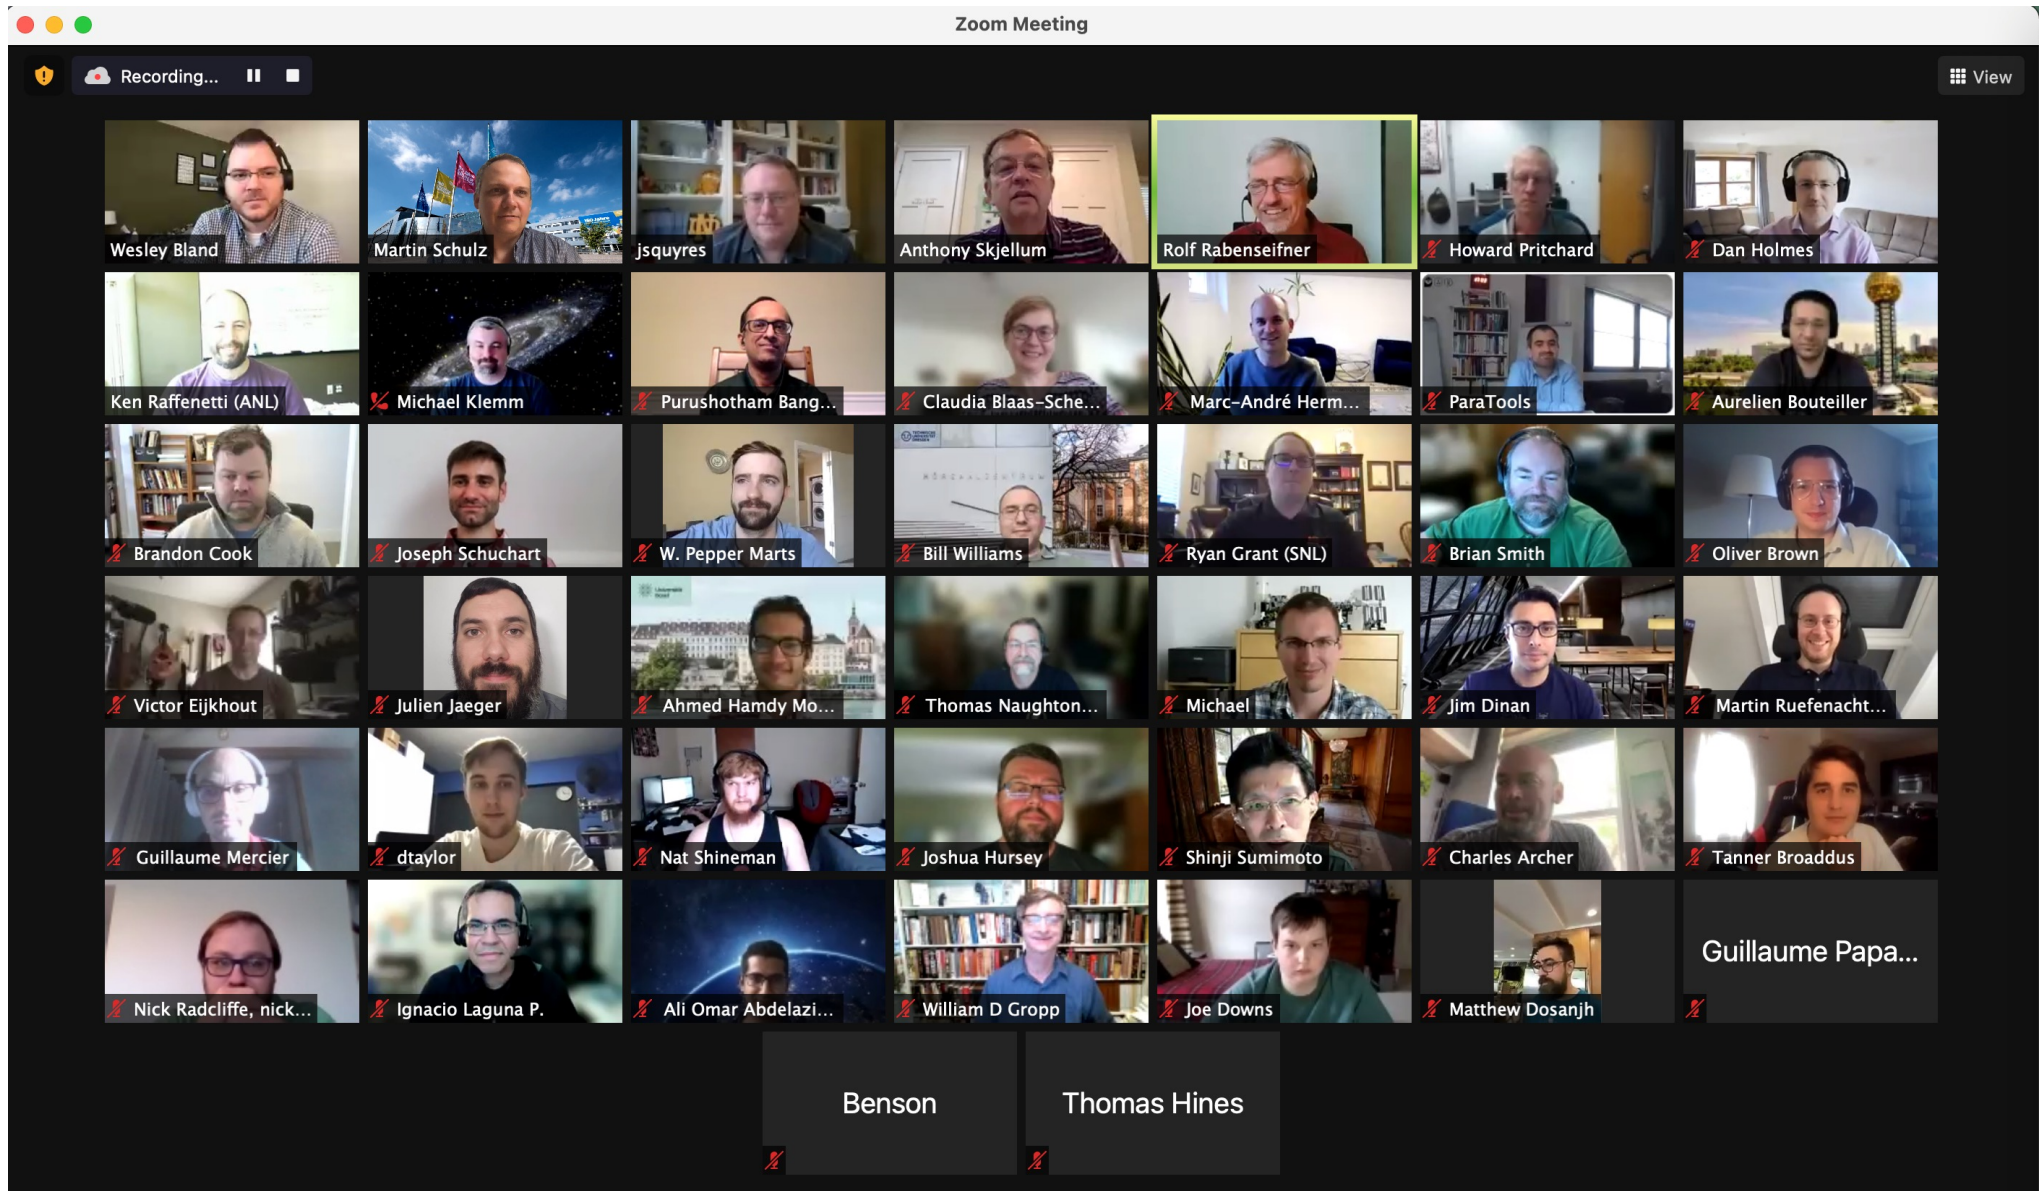 Zoom Meeting
Recording...
View
Wesley Bland
Martin Schulz
jsquyres
Anthony Skjellum
Rolf Rabenseifner
Howard Pritchard
Dan Holmes
Ken Raffenetti (ANL)
Michael Klemm
Purushotham Bang...
Claudia Blaas-Sche...
Marc-André Herm...
ParaTools
Aurelien Bouteiller
Brandon Cook
Joseph Schuchart
W. Pepper Marts
Bill Williams
Ryan Grant (SNL)
Brian Smith
Oliver Brown
Victor Eijkhout
Julien Jaeger
Ahmed Hamdy Mo...
Thomas Naughton...
Michael
Jim Dinan
Martin Ruefenacht...
Guillaume Mercier
dtaylor
Nat Shineman
Joshua Hursey
Shinji Sumimoto
Charles Archer
Tanner Broaddus
Nick Radcliffe, nick...
Ignacio Laguna P.
Ali Omar Abdelazi...
William D Gropp
Joe Downs
Matthew Dosanjh
Guillaume Papa...
Benson
Thomas Hines